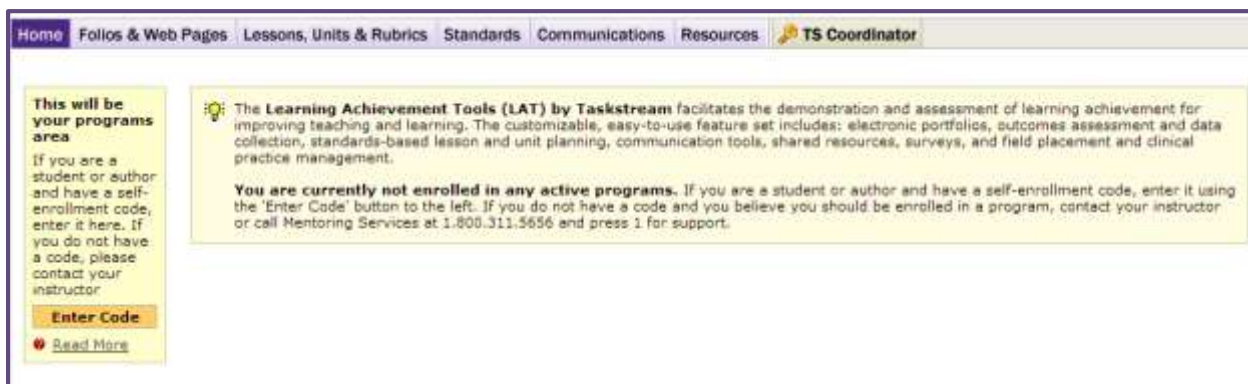 Home Folios & Web Pages Lessons, Units & Rubrics Standards Communications Resources TS Coordinator
This will be
your programs
area
If you are a
student or author
and have a self-
enrollment code,
enter it here. If
you do not have
a code, please
contact your
instructor
Enter Code
Read More
The Learning Achievement Tools (LAT) by Taskstream facilitates the demonstration and assessment of learning achievement for
improving teaching and learning. The customizable, easy-to-use feature set includes: electronic portfolios, outcomes assessment and data
collection, standards-based lesson and unit planning, communication tools, shared resources, surveys, and field placement and clinical
practice management.
You are currently not enrolled in any active programs. If you are a student or author and have a self-enrollment code, enter it using
the 'Enter Code' button to the left. If you do not have a code and you believe you should be enrolled in a program, contact your instructor
or call Mentoring Services at 1.800.311.5656 and press 1 for support.